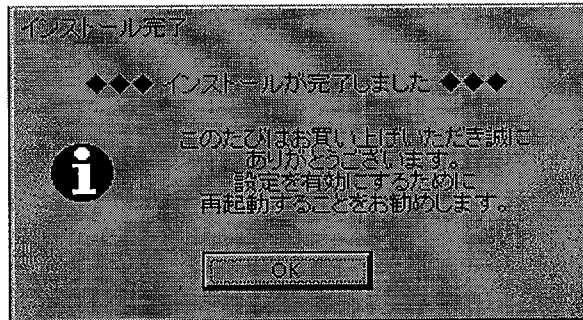 インストール完了
◆◆◆ インストールが完了しました ◆◆◆
このたびはお買い上げいただき誠に
ありがとうございます。
設定を有効にするために
再起動することをお勧めします。
OK